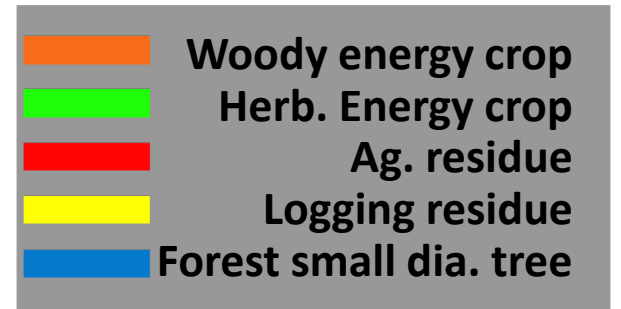 Woody energy crop
Herb. Energy crop
Ag. residue
Logging residue
Forest small dia. tree